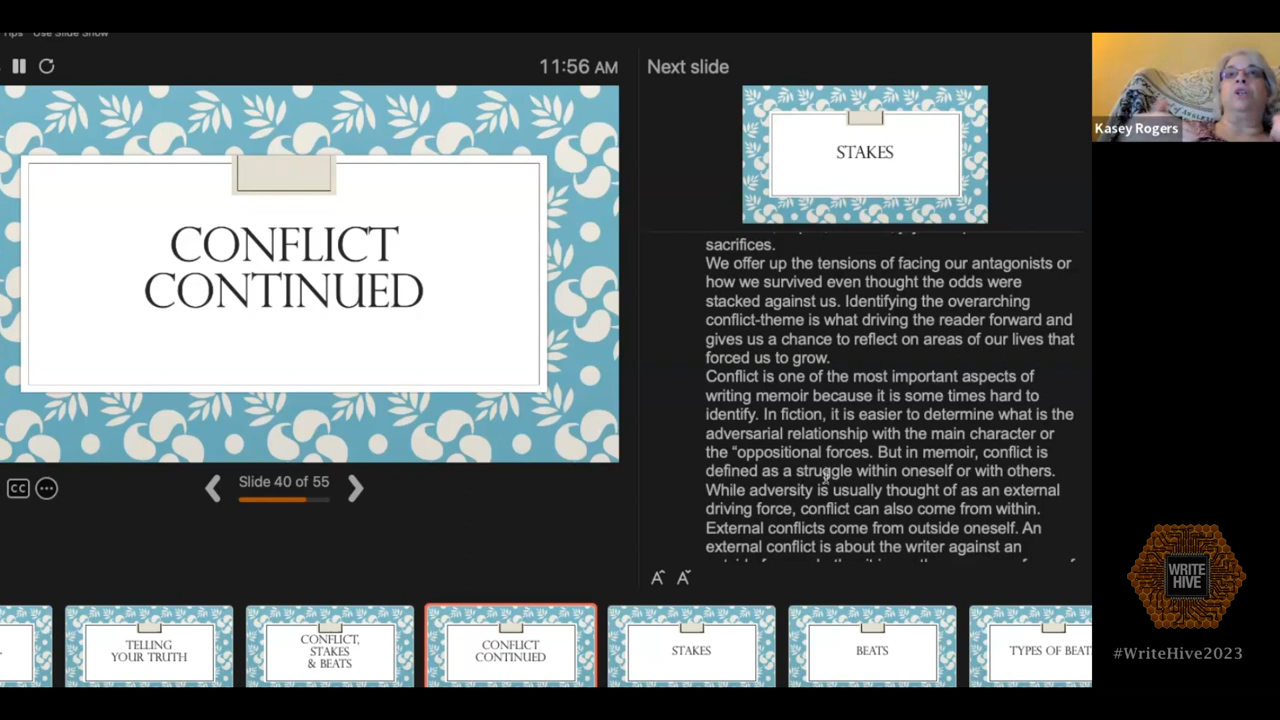 Tips Use Slide Show
11:56 AM
Next slide
CONFLICT
CONTINUED
STAKES
Kasey Rogers
sacrifices.
We offer up the tensions of facing our antagonists or
how we survived even thought the odds were
stacked against us. Identifying the overarching
conflict-theme is what driving the reader forward and
gives us a chance to reflect on areas of our lives that
forced us to grow.
Conflict is one of the most important aspects of
writing memoir because it is some times hard to
identify. In fiction, it is easier to determine what is the
adversarial relationship with the main character or
the “oppositional forces. But in memoir, conflict is
defined as a struggle within oneself or with others.
While adversity is usually thought of as an external
driving force, conflict can also come from within.
External conflicts come from outside oneself. An
external conflict is about the writer against an
CC
Slide 40 of 55
A A
TELLING
YOUR TRUTH
CONFLICT,
STAKES
& BEATS
CONFLICT
CONTINUED
STAKES
BEATS
TYPES OF BEAT
WRITE
HIVE
#WriteHive2023